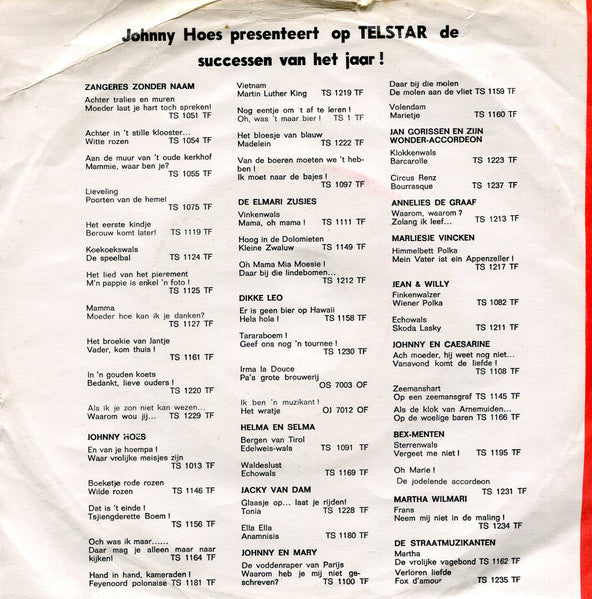 Johnny Hoes presenteert op TELSTAR de
successen van het jaar !
ZANGERES ZONDER NAAM
Achter tralies en muren
Moeder laat je hart toch spreken!
TS 1051 TF
Achter in 't stille klooster...
Witte rozen TS 1054 TF
Aan de muur van 't oude kerkhof
Mammie, waar ben je?
TS 1055 TF
Lieveling
Poorten van de hemel
TS 1075 TF
Het eerste kindje
Berouw komt later! TS 1119 TF
Koekoekswals
De speelbal TS 1124 TF
Het lied van het pierement
M'n pappie is enkel 'n foto !
TS 1125 TF
Mamma
Moeder hoe kan ik je danken?
TS 1127 TF
Het broekie van Jantje
Vader, kom thuis !
TS 1161 TF
In 'n gouden koets
Bedankt, lieve ouders !
TS 1220 TF
Als ik je zon niet kan wezen...
Waarom wou jij... TS 1229 TF
JOHNNY HOES
En van je hoempa !
Waar vrolijke meisjes zijn
TS 1013 TF
Boeketje rode rozen
Wilde rozen TS 1146 TF
Dat is 't einde !
Tsjiengderette Boem !
TS 1156 TF
Och was ik maar......
Daar mag je alleen maar naar
kijken! TS 1164 TF
Hand in hand, kameraden !
Feyenoord polonaise TS 1181 TF
Vietnam
Martin Luther King TS 1219 TF
Nog eentje om 't af te leren !
Oh, was 't maar bier ! TS 1 TF
Het bloesje van blauw
Madelein TS 1222 TF
Van de boeren moeten we 't heb-
ben !
Ik moet naar de bajes !
TS 1097 TF
DE ELMARI ZUSJES
Vinkenwals
Mama, oh mama ! TS 1111 TF
Hoog in de Dolomieten
Kleine Zwaluw TS 1149 TF
Oh Mama Mia Moesie !
Daar bij die lindebomen...
TS 1212 TF
DIKKE LEO
Er is geen bier op Hawaii
Hela hola ! TS 1158 TF
Tararaboem !
Geef ons nog 'n tournee !
TS 1230 TF
Irma la Douce
Pa's grote brouwerij
OS 7003 OF
Ik ben 'n muzikant !
Het wratje OJ 7012 OF
HELMA EN SELMA
Bergen van Tirol
Edelweis-wals TS 1091 TF
Waldeslust
Echowals TS 1169 TF
JACKY VAN DAM
Glaasje op... laat je rijden!
Tonia TS 1228 TF
Ella Ella
Anamnisis TS 1180 TF
JOHNNY EN MARY
De voddenraper van Parijs
Waarom heb je mij niet ge-
schreven? TS 1100 TF
Daar bij die molen
De molen aan de vliet TS 1159 TF
Volendam
Marietje TS 1160 TF
JAN GORISSEN EN ZIJN
WONDER-ACCORDEON
Klokkenwals
Barcarolle TS 1223 TF
Circus Renz
Bourrasque TS 1237 TF
ANNELIES DE GRAAF
Waarom, waarom ?
Zolang ik leef... TS 1213 TF
MARLIESJE VINCKEN
Himmelbett Polka
Mein Vater ist ein Appenzeller !
TS 1217 TF
JEAN & WILLY
Finkenwalzer
Wiener Polka TS 1082 TF
Echowals
Skoda Lasky TS 1211 TF
JOHNNY EN CAESARINE
Ach moeder, hij weet nog niet...
Vanavond komt de liefde !
TS 1108 TF
Zeemanshart
Op een zeemansgraf TS 1145 TF
Als de klok van Arnemuiden...
Op de woelige baren TS 1166 TF
BEX-MENTEN
Sterrenwals
Vergeet me niet ! TS 1195 TF
Oh Marie !
De jodelende accordeon
TS 1231 TF
MARTHA WILMARI
Frans
Neem mij niet in de maling !
TS 1234 TF
DE STRAATMUZIKANTEN
Martha
De vrolijke vagebond TS 1162 TF
Verloren liefde
Fox d'amour TS 1235 TF